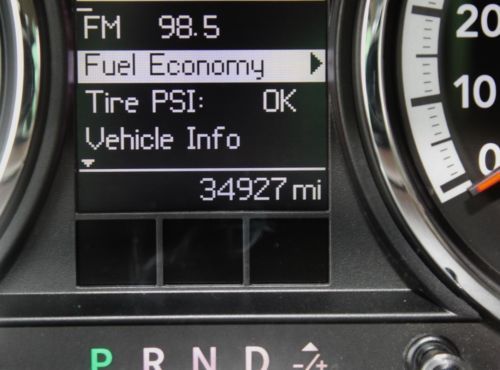 FM 98.5
Fuel Economy
Tire PSI: OK
Vehicle Info
34927 mi
20
10
0
P R N D -/+